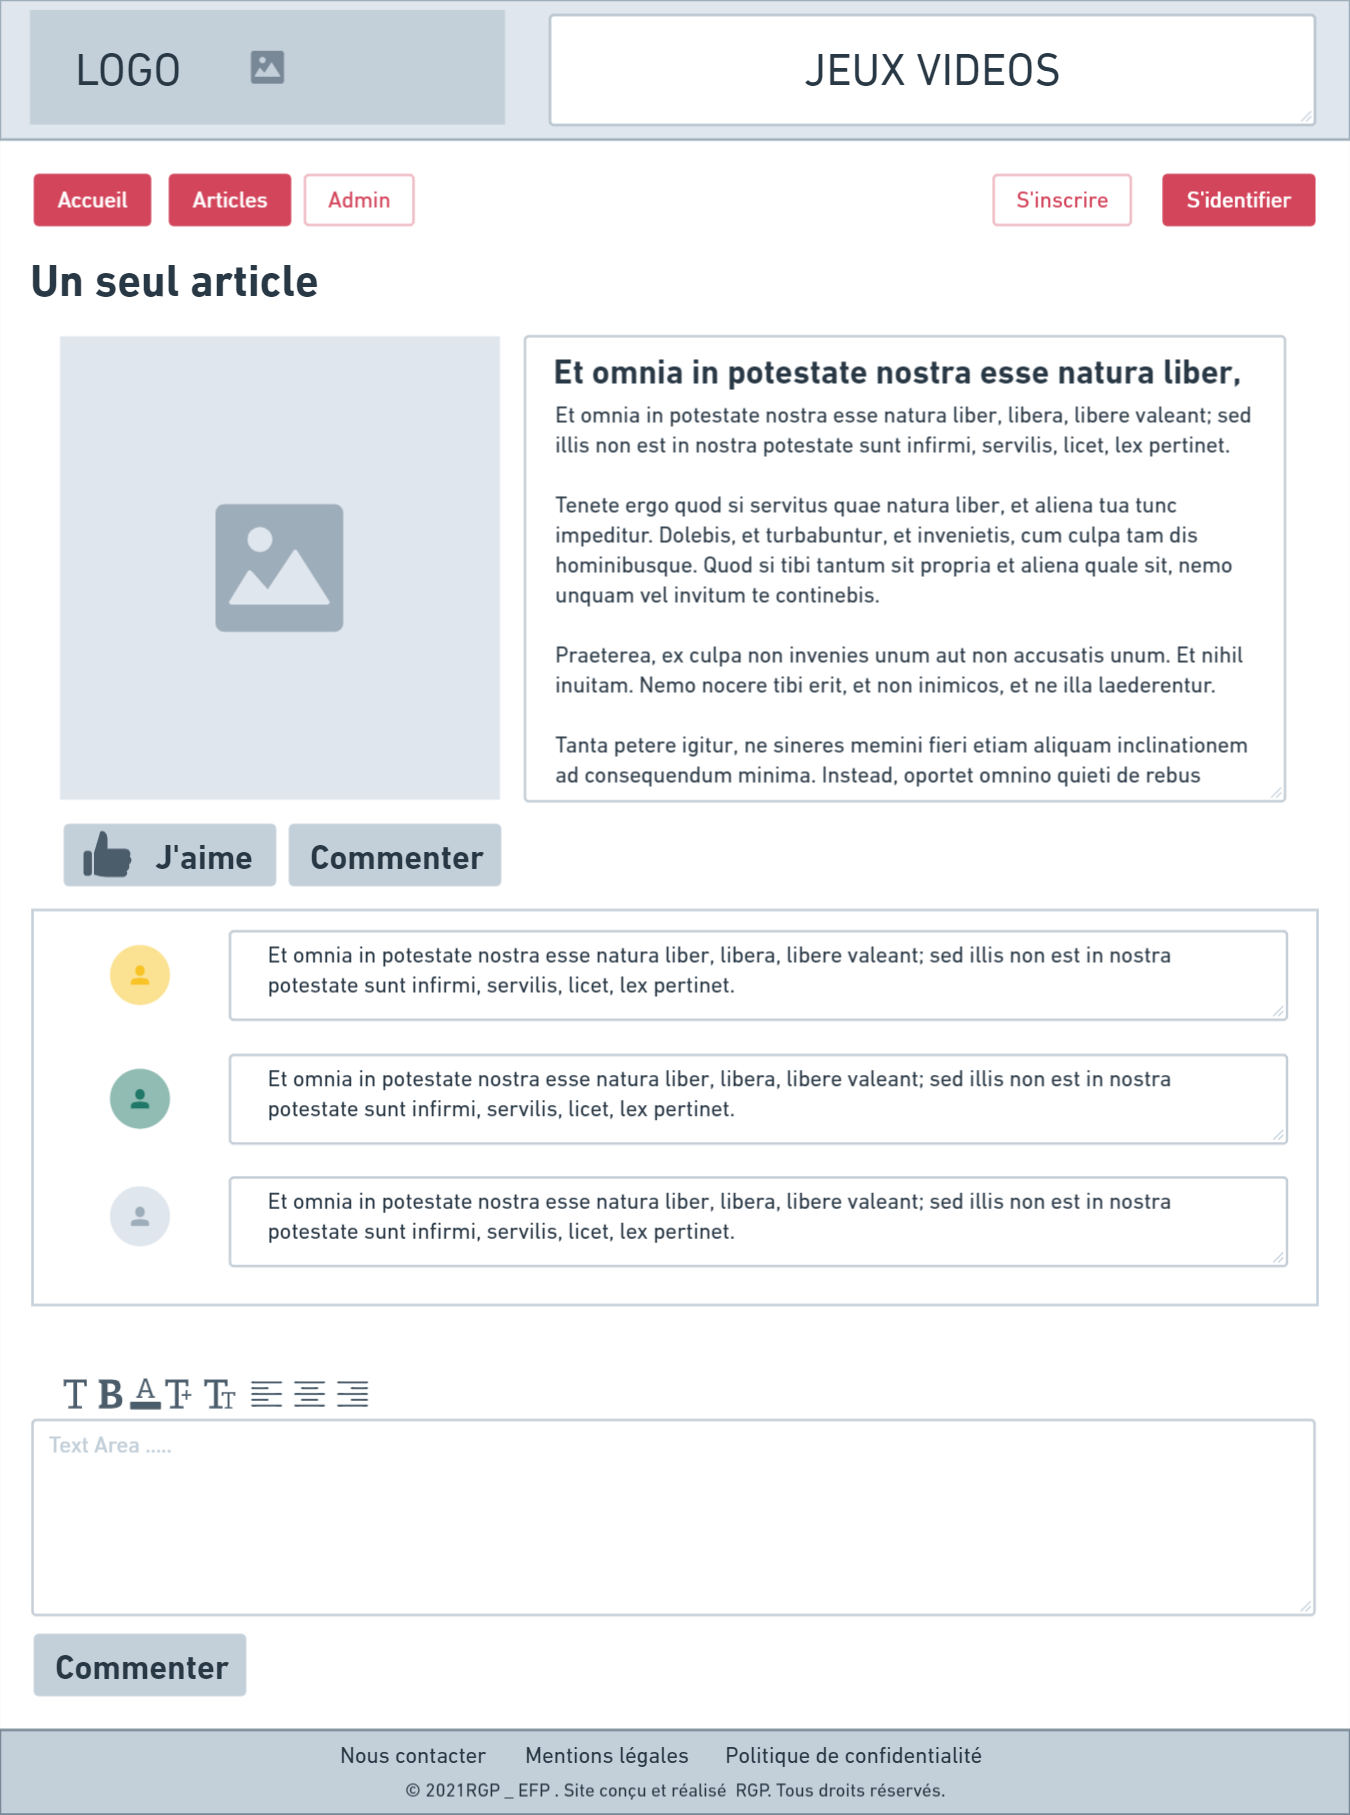 LOGO
JEUX VIDEOS
Accueil
Articles
Admin
S'inscrire
S'identifier
Un seul article
Et omnia in potestate nostra esse natura liber,
Et omnia in potestate nostra esse natura liber, libera, libere valeant; sed
illis non est in nostra potestate sunt infirmi, servilis, licet, lex pertinet.
Tenete ergo quod si servitus quae natura liber, et aliena tua tunc
impeditur. Dolebis, et turbabuntur, et invenietis, cum culpa tam dis
hominibusque. Quod si tibi tantum sit propria et aliena quale sit, nemo
unquam vel invitum te continebis.
Praeterea, ex culpa non invenies unum aut non accusatis unum. Et nihil
inuitam. Nemo nocere tibi erit, et non inimicos, et ne illa laederentur.
Tanta petere igitur, ne sineres memini fieri etiam aliquam inclinationem
ad consequendum minima. Instead, oportet omnino quieti de rebus
J'aime
Commenter
Et omnia in potestate nostra esse natura liber, libera, libere valeant; sed illis non est in nostra
potestate sunt infirmi, servilis, licet, lex pertinet.
Et omnia in potestate nostra esse natura liber, libera, libere valeant; sed illis non est in nostra
potestate sunt infirmi, servilis, licet, lex pertinet.
Et omnia in potestate nostra esse natura liber, libera, libere valeant; sed illis non est in nostra
potestate sunt infirmi, servilis, licet, lex pertinet.
T B A T+ TT
Text Area .....
Commenter
Nous contacter Mentions légales Politique de confidentialité
© 2021RGP _ EFP . Site conçu et réalisé RGP. Tous droits réservés.